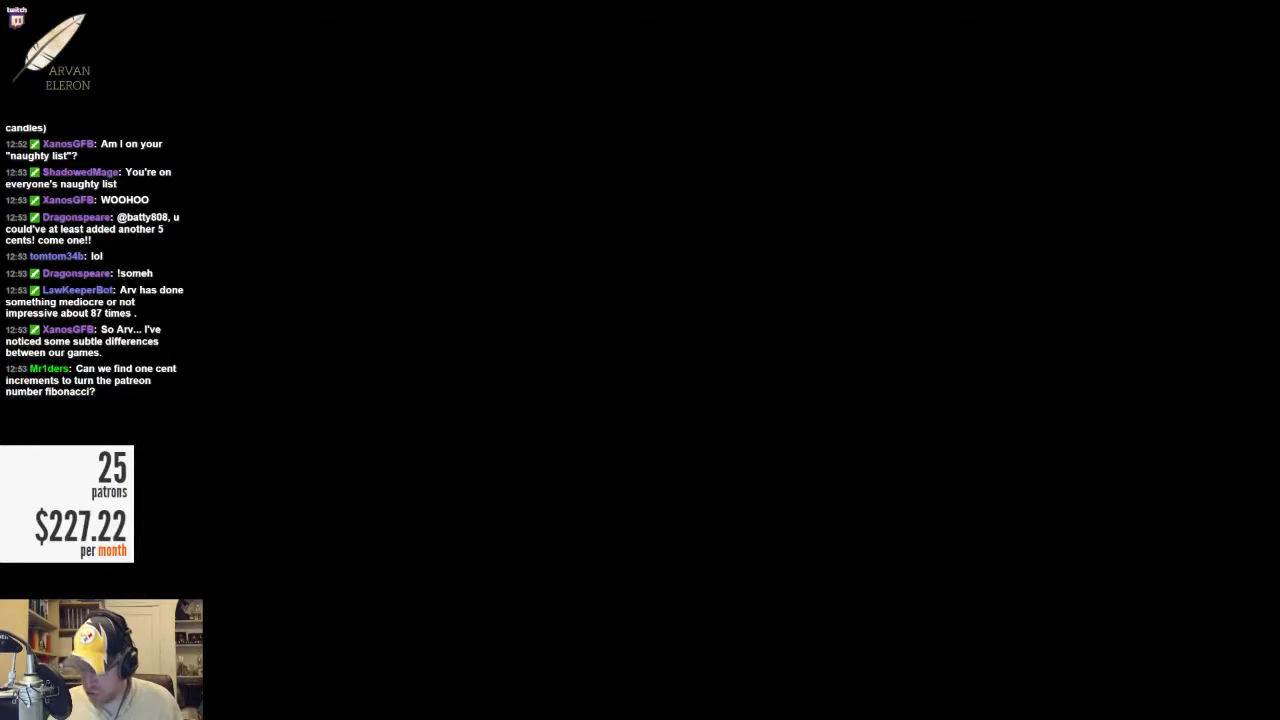 twitch
ARVAN
ELERON
candles)
12:52 XanosGFB: Am I on your
"naughty list"?
12:53 ShadowedMage: You're on
everyone's naughty list
12:53 XanosGFB: WOOHOO
12:53 Dragonspeare: @batty808, u
could've at least added another 5
cents! come one!!
12:53 tomtom34b: lol
12:53 Dragonspeare: !someh
12:53 LawKeeperBot: Arv has done
something mediocre or not
impressive about 87 times .
12:53 XanosGFB: So Arv... I've
noticed some subtle differences
between our games.
12:53 Mr1ders: Can we find one cent
increments to turn the patreon
number fibonacci?
25
patrons
$227.22
per month